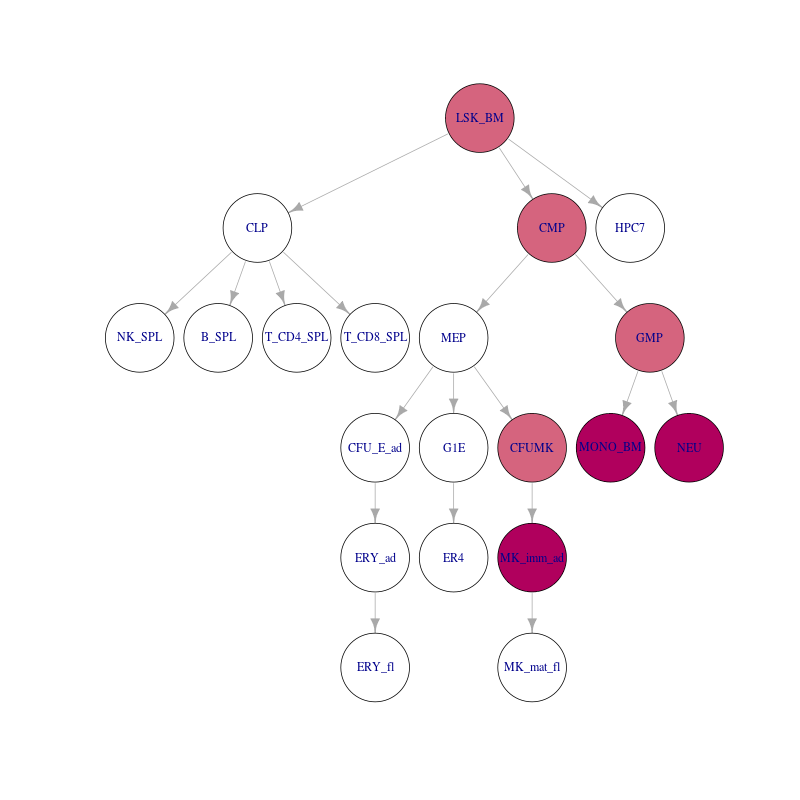 LSK_BM
CLP
CMP
HPC7
NK_SPL
B_SPL
T_CD4_SPL
T_CD8_SPL
MEP
GMP
CFU_E_ad
G1E
CFUMK
MONO_BM
NEU
ERY_ad
ER4
MK_imm_ad
ERY_fl
MK_mat_fl